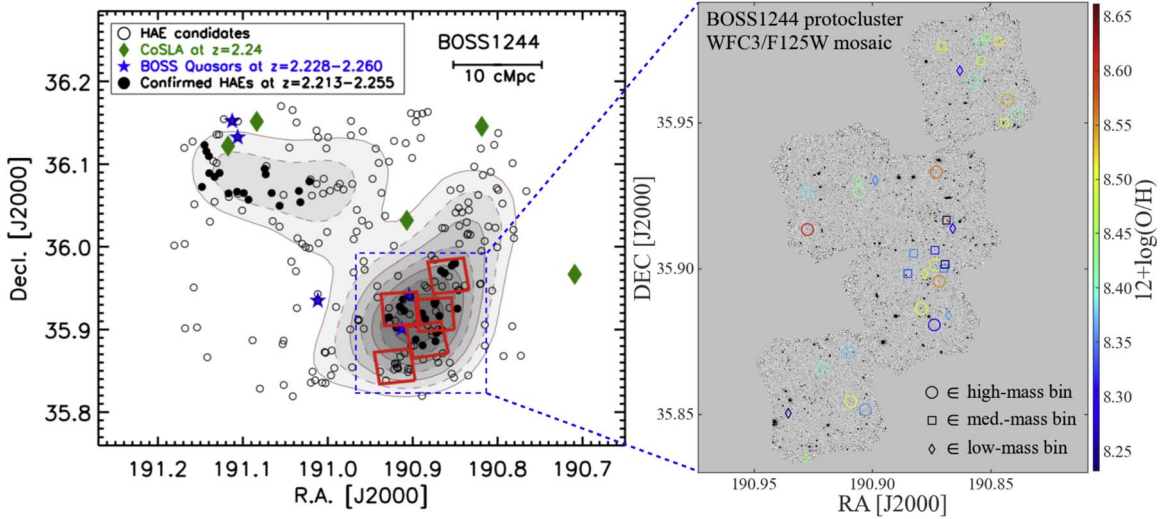 HAE candidates
CoSLA at z=2.24
BOSS Quasars at z=2.228-2.260
Confirmed HAEs at z=2.213-2.255
BOSS1244
10 cMpc
36.2
36.1
36.0
35.9
35.8
Decl. [J2000]
191.2 191.1 191.0 190.9 190.8 190.7
R.A. [J2000]
BOSS1244 protocluster
WFC3/F125W mosaic
35.95
35.90
35.85
DEC [J2000]
∈ high-mass bin
∈ med.-mass bin
∈ low-mass bin
190.95 190.90 190.85
RA [J2000]
8.65
8.60
8.55
8.50
8.45
8.40
8.35
8.30
8.25
12+log(O/H)